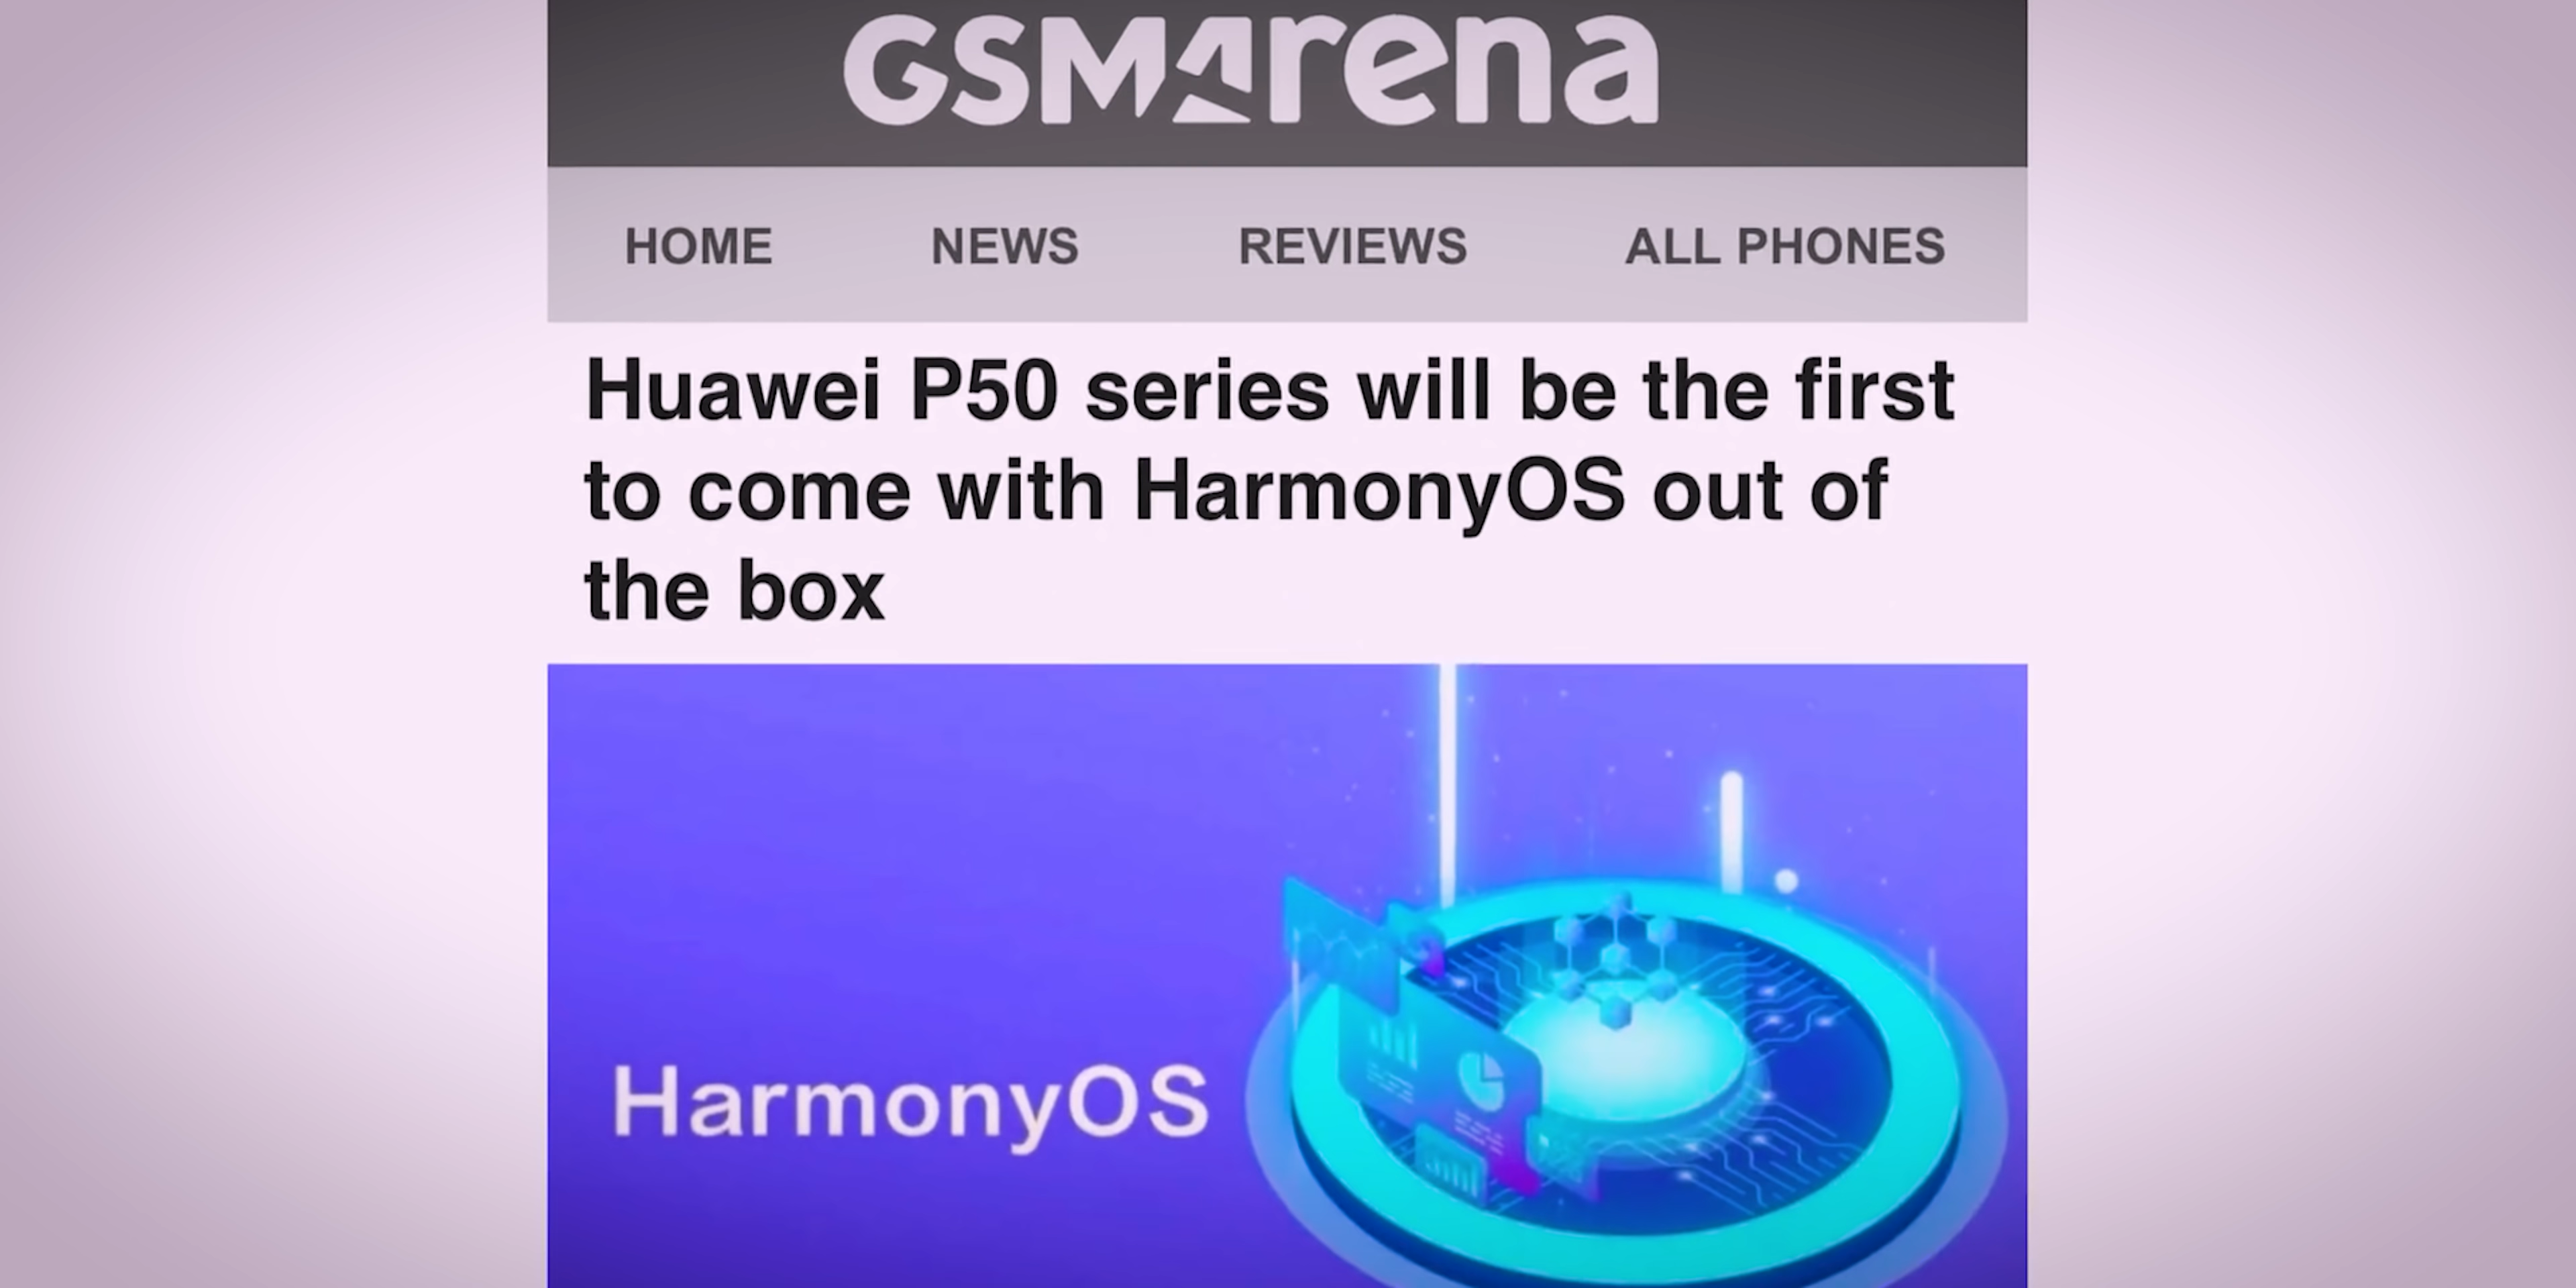 GSMArena
HOME NEWS REVIEWS ALL PHONES
Huawei P50 series will be the first
to come with HarmonyOS out of
the box
HarmonyOS